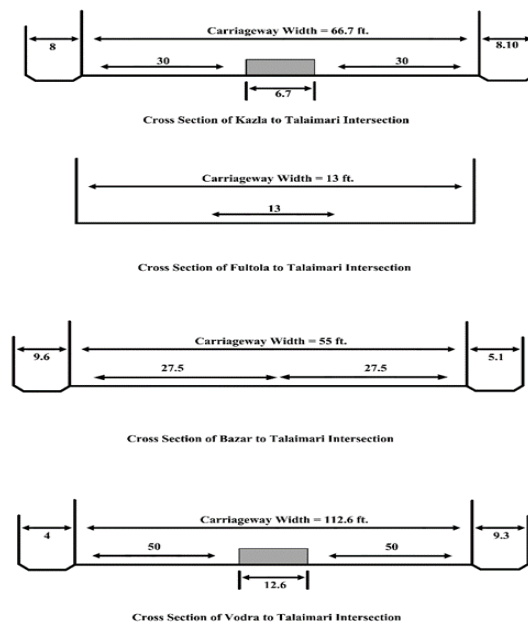 Carriageway Width = 66.7 ft.
8
8.10
30
30
6.7
Cross Section of Kazla to Talaimari Intersection
Carriageway Width = 13 ft.
13
Cross Section of Fultola to Talaimari Intersection
Carriageway Width = 55 ft.
9.6
5.1
27.5
27.5
Cross Section of Bazar to Talaimari Intersection
Carriageway Width = 112.6 ft.
4
9.3
50
50
12.6
Cross Section of Vodra to Talaimari Intersection